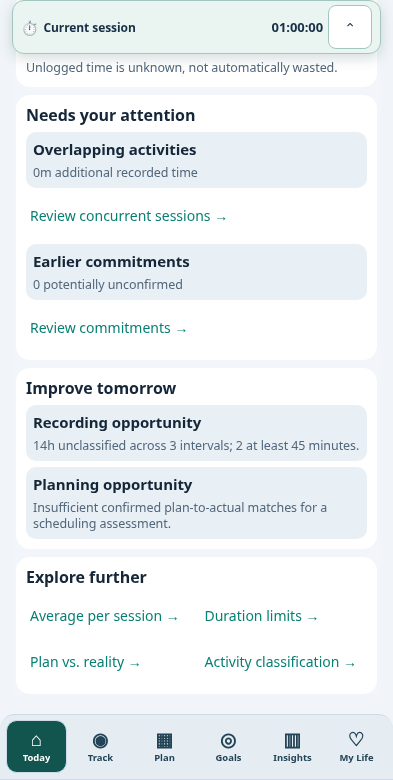 Current session 01:00:00
Unlogged time is unknown, not automatically wasted.
Needs your attention
Overlapping activities
0m additional recorded time
Review concurrent sessions →
Earlier commitments
0 potentially unconfirmed
Review commitments →
Improve tomorrow
Recording opportunity
14h unclassified across 3 intervals; 2 at least 45 minutes.
Planning opportunity
Insufficient confirmed plan-to-actual matches for a
scheduling assessment.
Explore further
Average per session → Duration limits →
Plan vs. reality → Activity classification →
Today Track Plan Goals Insights My Life